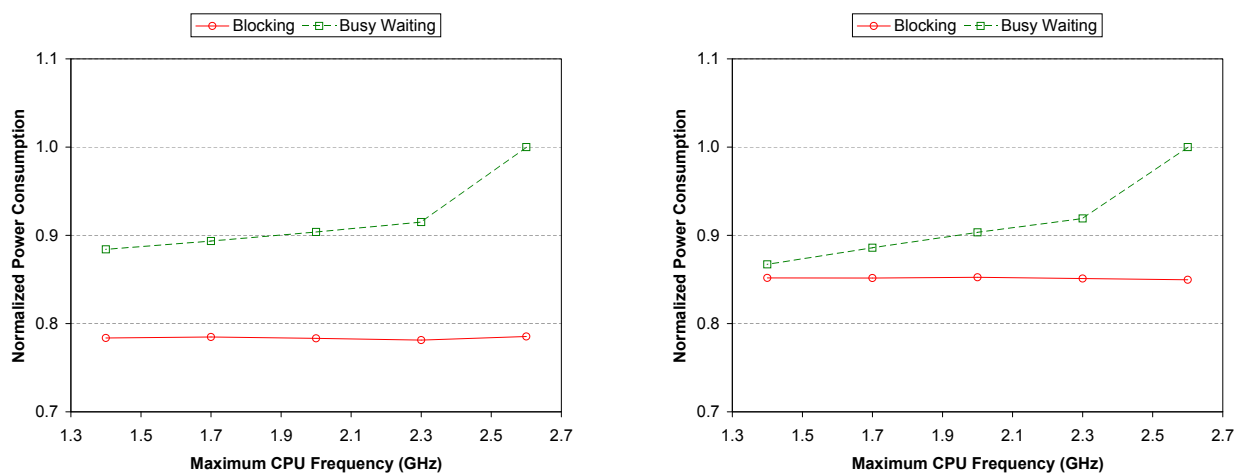 Blocking Busy Waiting
Normalized Power Consumption
1.1
1.0
0.9
0.8
0.7
1.3 1.5 1.7 1.9 2.1 2.3 2.5 2.7
Maximum CPU Frequency (GHz)
Blocking Busy Waiting
Normalized Power Consumption
1.1
1.0
0.9
0.8
0.7
1.3 1.5 1.7 1.9 2.1 2.3 2.5 2.7
Maximum CPU Frequency (GHz)